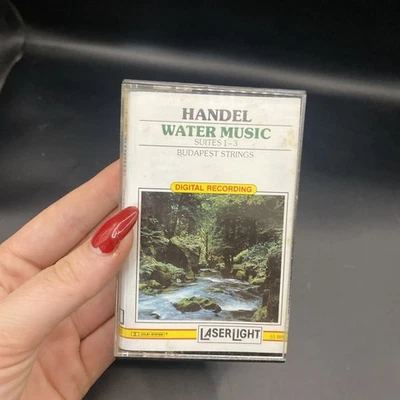 HANDEL
WATER MUSIC
SUITES 1–3
BUDAPEST STRINGS
DIGITAL RECORDING
LASERLIGHT